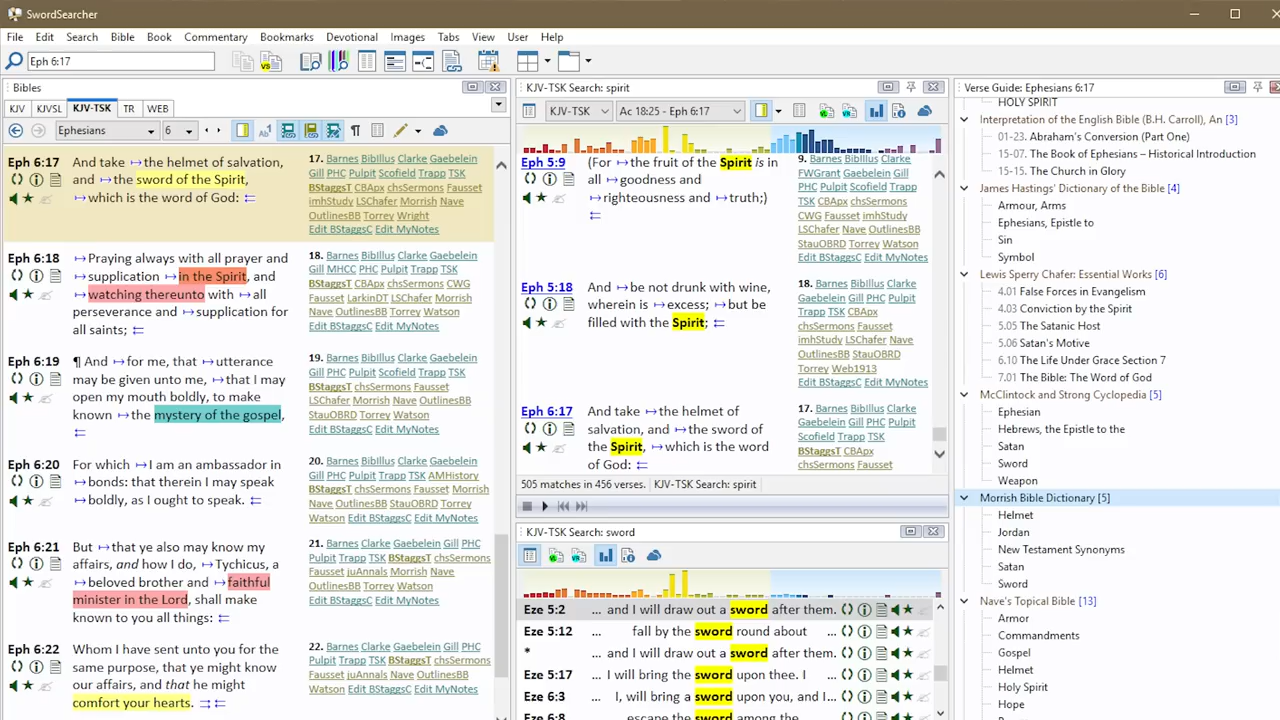 SwordSearcher
File Edit Search Bible Book Commentary Bookmarks Devotional Images Tabs View User Help
Eph 6:17
Bibles
KJV KJVSL KJV-TSK TR WEB
Ephesians 6
Eph 6:17 And take ↦the helmet of salvation,
and ↦the sword of the Spirit,
↦which is the word of God: ⇇
17. Barnes BibIllus Clarke Gaebelein
Gill PHC Pulpit Scofield Trapp TSK
BStaggsT CBApx chsSermons Fausset
imhStudy LSChafer Morrish Nave
OutlinesBB Torrey Wright
Edit BStaggsC Edit MyNotes
Eph 6:18 ↦Praying always with all prayer and
supplication ↦in the Spirit, and
↦watching thereunto with ↦all
perseverance and ↦supplication for
all saints; ⇇
18. Barnes BibIllus Clarke Gaebelein
Gill MHCC PHC Pulpit Trapp TSK
BStaggsT CBApx chsSermons CWG
Fausset LarkinDT LSChafer Morrish
Nave OutlinesBB Torrey Watson
Edit BStaggsC Edit MyNotes
Eph 6:19 ¶ And ↦for me, that ↦utterance
may be given unto me, ↦that I may
open my mouth boldly, to make
known ↦the mystery of the gospel,
⇇
19. Barnes BibIllus Clarke Gaebelein
Gill PHC Pulpit Scofield Trapp TSK
BStaggsT chsSermons Fausset
LSChafer Morrish Nave OutlinesBB
StauOBRD Torrey Watson
Edit BStaggsC Edit MyNotes
Eph 6:20 For which ↦I am an ambassador in
bonds: that therein I may speak
↦boldly, as I ought to speak. ⇇
20. Barnes BibIllus Clarke Gaebelein
Gill PHC Pulpit Trapp TSK AMHistory
BStaggsT chsSermons Fausset Morrish
Nave OutlinesBB StauOBRD Torrey
Watson Edit BStaggsC Edit MyNotes
Eph 6:21 But ↦that ye also may know my
affairs, and how I do, ↦Tychicus, a
↦beloved brother and ↦faithful
minister in the Lord, shall make
known to you all things: ⇇
21. Barnes BibIllus Clarke Gill PHC
Pulpit Trapp TSK BStaggsT chsSermons
Fausset juAnnals Morrish Nave
OutlinesBB Torrey Watson
Edit BStaggsC Edit MyNotes
Eph 6:22 Whom I have sent unto you for the
same purpose, that ye might know
our affairs, and that he might
comfort your hearts. ⇉ ⇇
22. Barnes BibIllus Clarke Gill PHC
Pulpit Trapp TSK BStaggsT chsSermons
Fausset juAnnals Nave OutlinesBB
Watson Edit BStaggsC Edit MyNotes
KJV-TSK Search: spirit
KJV-TSK Ac 18:25 - Eph 6:17
Eph 5:9 (For ↦the fruit of the Spirit is in
all ↦goodness and
↦righteousness and ↦truth;)
⇇
9. Barnes BibIllus Clarke
FWGrant Gaebelein Gill
PHC Pulpit Scofield Trapp
TSK BStaggsT CBApx chsSermons
CWG Fausset imhStudy
LSChafer Nave OutlinesBB
StauOBRD Torrey Watson
Edit BStaggsC Edit MyNotes
Eph 5:18 And ↦be not drunk with wine,
wherein is ↦excess; ↦but be
filled with the Spirit; ⇇
18. Barnes BibIllus Clarke
Gaebelein Gill PHC Pulpit
Trapp TSK CBApx
chsSermons Fausset
imhStudy LSChafer Nave
OutlinesBB StauOBRD
Torrey Web1913
Edit BStaggsC Edit MyNotes
Eph 6:17 And take ↦the helmet of
salvation, and ↦the sword of
the Spirit, ↦which is the word
of God: ⇇
17. Barnes BibIllus Clarke
Gaebelein Gill PHC Pulpit
Scofield Trapp TSK
BStaggsT CBApx
chsSermons Fausset
505 matches in 456 verses. KJV-TSK Search: spirit
KJV-TSK Search: sword
Eze 5:2 ... and I will draw out a sword after them.
Eze 5:12 ... fall by the sword round about ...
* ... and I will draw out a sword after them.
Eze 5:17 ... I will bring the sword upon thee. I ...
Eze 6:3 ... I, will bring a sword upon you, and I...
Eze 6:8 escape the sword among the
Verse Guide: Ephesians 6:17
HOLY SPIRIT
Interpretation of the English Bible (B.H. Carroll), An [3]
01-23. Abraham's Conversion (Part One)
15-07. The Book of Ephesians – Historical Introduction
15-15. The Church in Glory
James Hastings' Dictionary of the Bible [4]
Armour, Arms
Ephesians, Epistle to
Sin
Symbol
Lewis Sperry Chafer: Essential Works [6]
4.01 False Forces in Evangelism
4.03 Conviction by the Spirit
5.05 The Satanic Host
5.06 Satan's Motive
6.10 The Life Under Grace Section 7
7.01 The Bible: The Word of God
McClintock and Strong Cyclopedia [5]
Ephesian
Hebrews, the Epistle to the
Satan
Sword
Weapon
Morrish Bible Dictionary [5]
Helmet
Jordan
New Testament Synonyms
Satan
Sword
Nave's Topical Bible [13]
Armor
Commandments
Gospel
Helmet
Holy Spirit
Hope